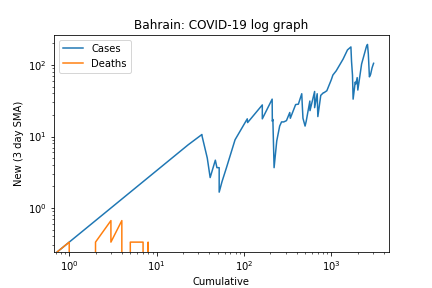 Bahrain: COVID-19 log graph
Cases
Deaths
New (3 day SMA)
10²
10¹
10⁰
10⁰ 10¹ 10² 10³
Cumulative